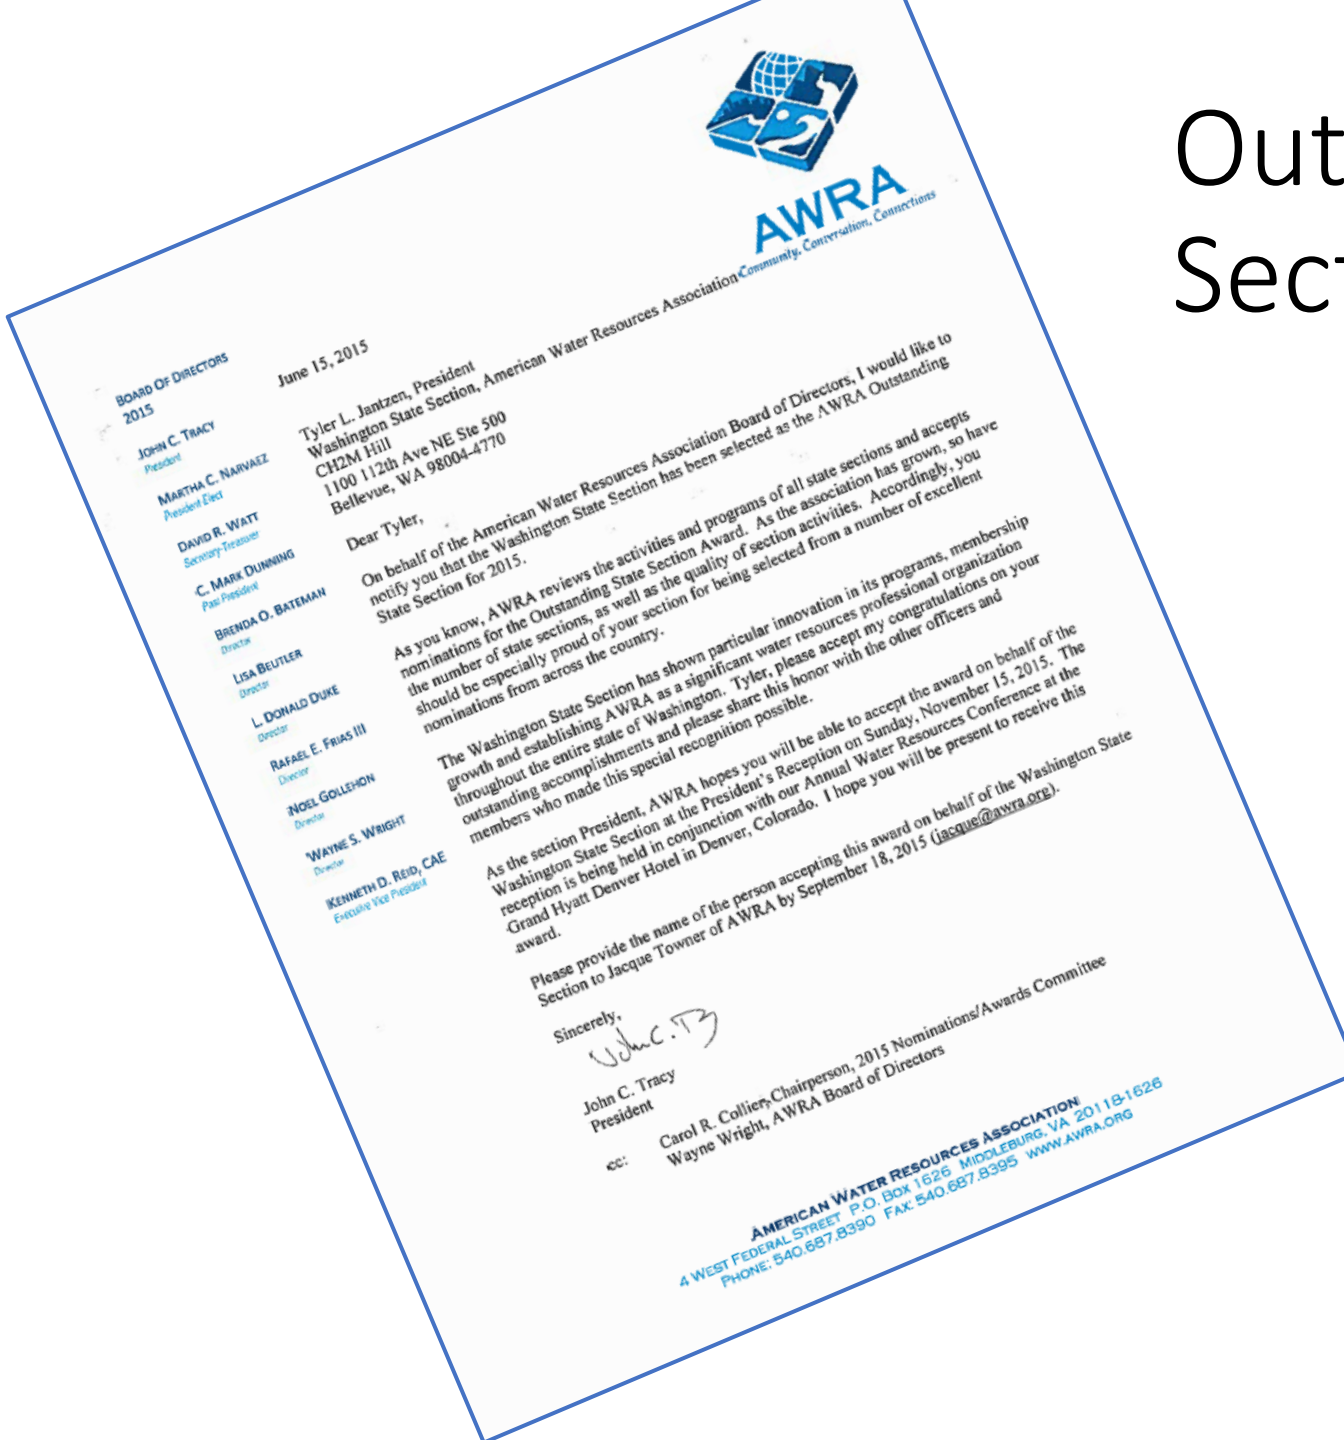 Out
Sect
AWRA
Community, Conversation, Connections
BOARD OF DIRECTORS
2015
JOHN C. TRACY
President
MARTHA C. NARVAEZ
President Elect
DAVID R. WATT
Secretary-Treasurer
C. MARK DUNNING
Past President
BRENDA O. BATEMAN
Director
LISA BEUTLER
Director
L. DONALD DUKE
Director
RAFAEL E. FRIAS III
Director
NOEL GOLLEHON
Director
WAYNE S. WRIGHT
Director
KENNETH D. REID, CAE
Executive Vice President
June 15, 2015
Tyler L. Jantzen, President
Washington State Section, American Water Resources Association
CH2M Hill
1100 112th Ave NE Ste 500
Bellevue, WA 98004-4770
Dear Tyler,
On behalf of the American Water Resources Association Board of Directors, I would like to
notify you that the Washington State Section has been selected as the AWRA Outstanding
State Section for 2015.
As you know, AWRA reviews the activities and programs of all state sections and accepts
nominations for the Outstanding State Section Award. As the association has grown, so have
the number of state sections, as well as the quality of section activities. Accordingly, you
should be especially proud of your section for being selected from a number of excellent
nominations from across the country.
The Washington State Section has shown particular innovation in its programs, membership
growth and establishing AWRA as a significant water resources professional organization
throughout the entire state of Washington. Tyler, please accept my congratulations on your
outstanding accomplishments and please share this honor with the other officers and
members who made this special recognition possible.
As the section President, AWRA hopes you will be able to accept the award on behalf of the
Washington State Section at the President's Reception on Sunday, November 15, 2015. The
reception is being held in conjunction with our Annual Water Resources Conference at the
Grand Hyatt Denver Hotel in Denver, Colorado. I hope you will be present to receive this
award.
Please provide the name of the person accepting this award on behalf of the Washington State
Section to Jacque Towner of AWRA by September 18, 2015 (jacque@awra.org).
Sincerely,
John C. T
John C. Tracy
President
cc: Carol R. Collier, Chairperson, 2015 Nominations/Awards Committee
Wayne Wright, AWRA Board of Directors
AMERICAN WATER RESOURCES ASSOCIATION
4 WEST FEDERAL STREET P.O. BOX 1626 MIDDLEBURG, VA 20118-1626
PHONE: 540.687.8390 FAX: 540.687.8395 WWW.AWRA.ORG